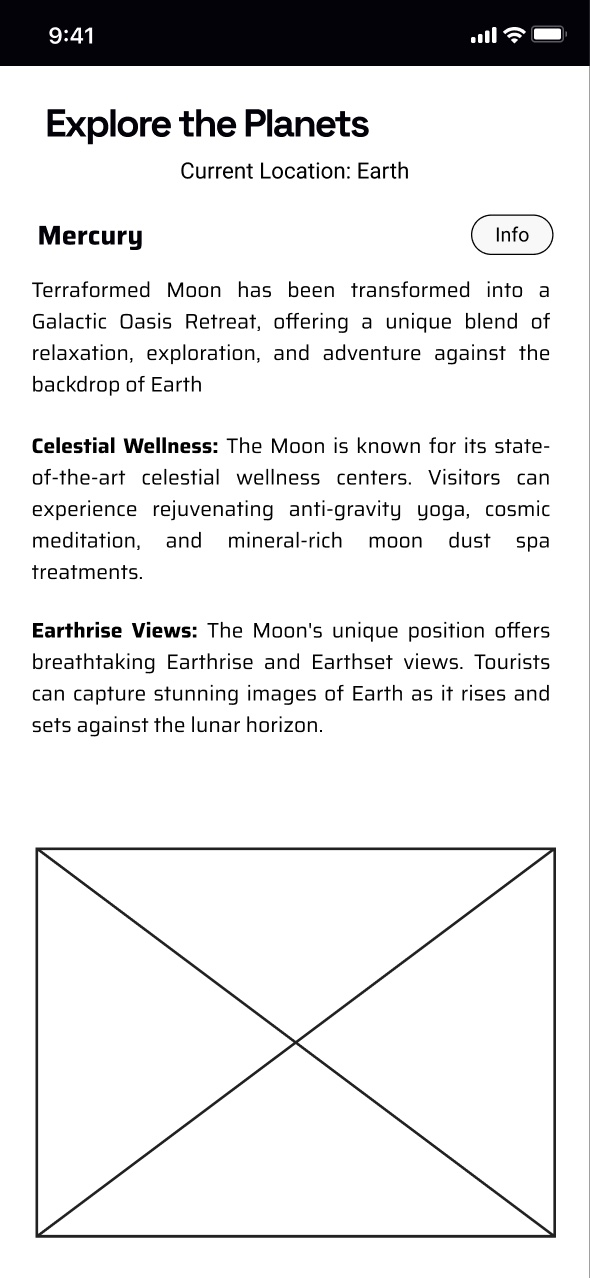 9:41
Explore the Planets
Current Location: Earth
Mercury
Info
Terraformed Moon has been transformed into a
Galactic Oasis Retreat, offering a unique blend of
relaxation, exploration, and adventure against the
backdrop of Earth
Celestial Wellness: The Moon is known for its state-
of-the-art celestial wellness centers. Visitors can
experience rejuvenating anti-gravity yoga, cosmic
meditation, and mineral-rich moon dust spa
treatments.
Earthrise Views: The Moon's unique position offers
breathtaking Earthrise and Earthset views. Tourists
can capture stunning images of Earth as it rises and
sets against the lunar horizon.